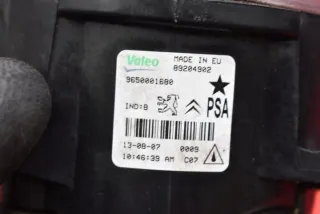 Valeo
MADE IN EU
89204902
9650001680
IND:B
PSA
13-08-07 0009
10:46:39 AM C07